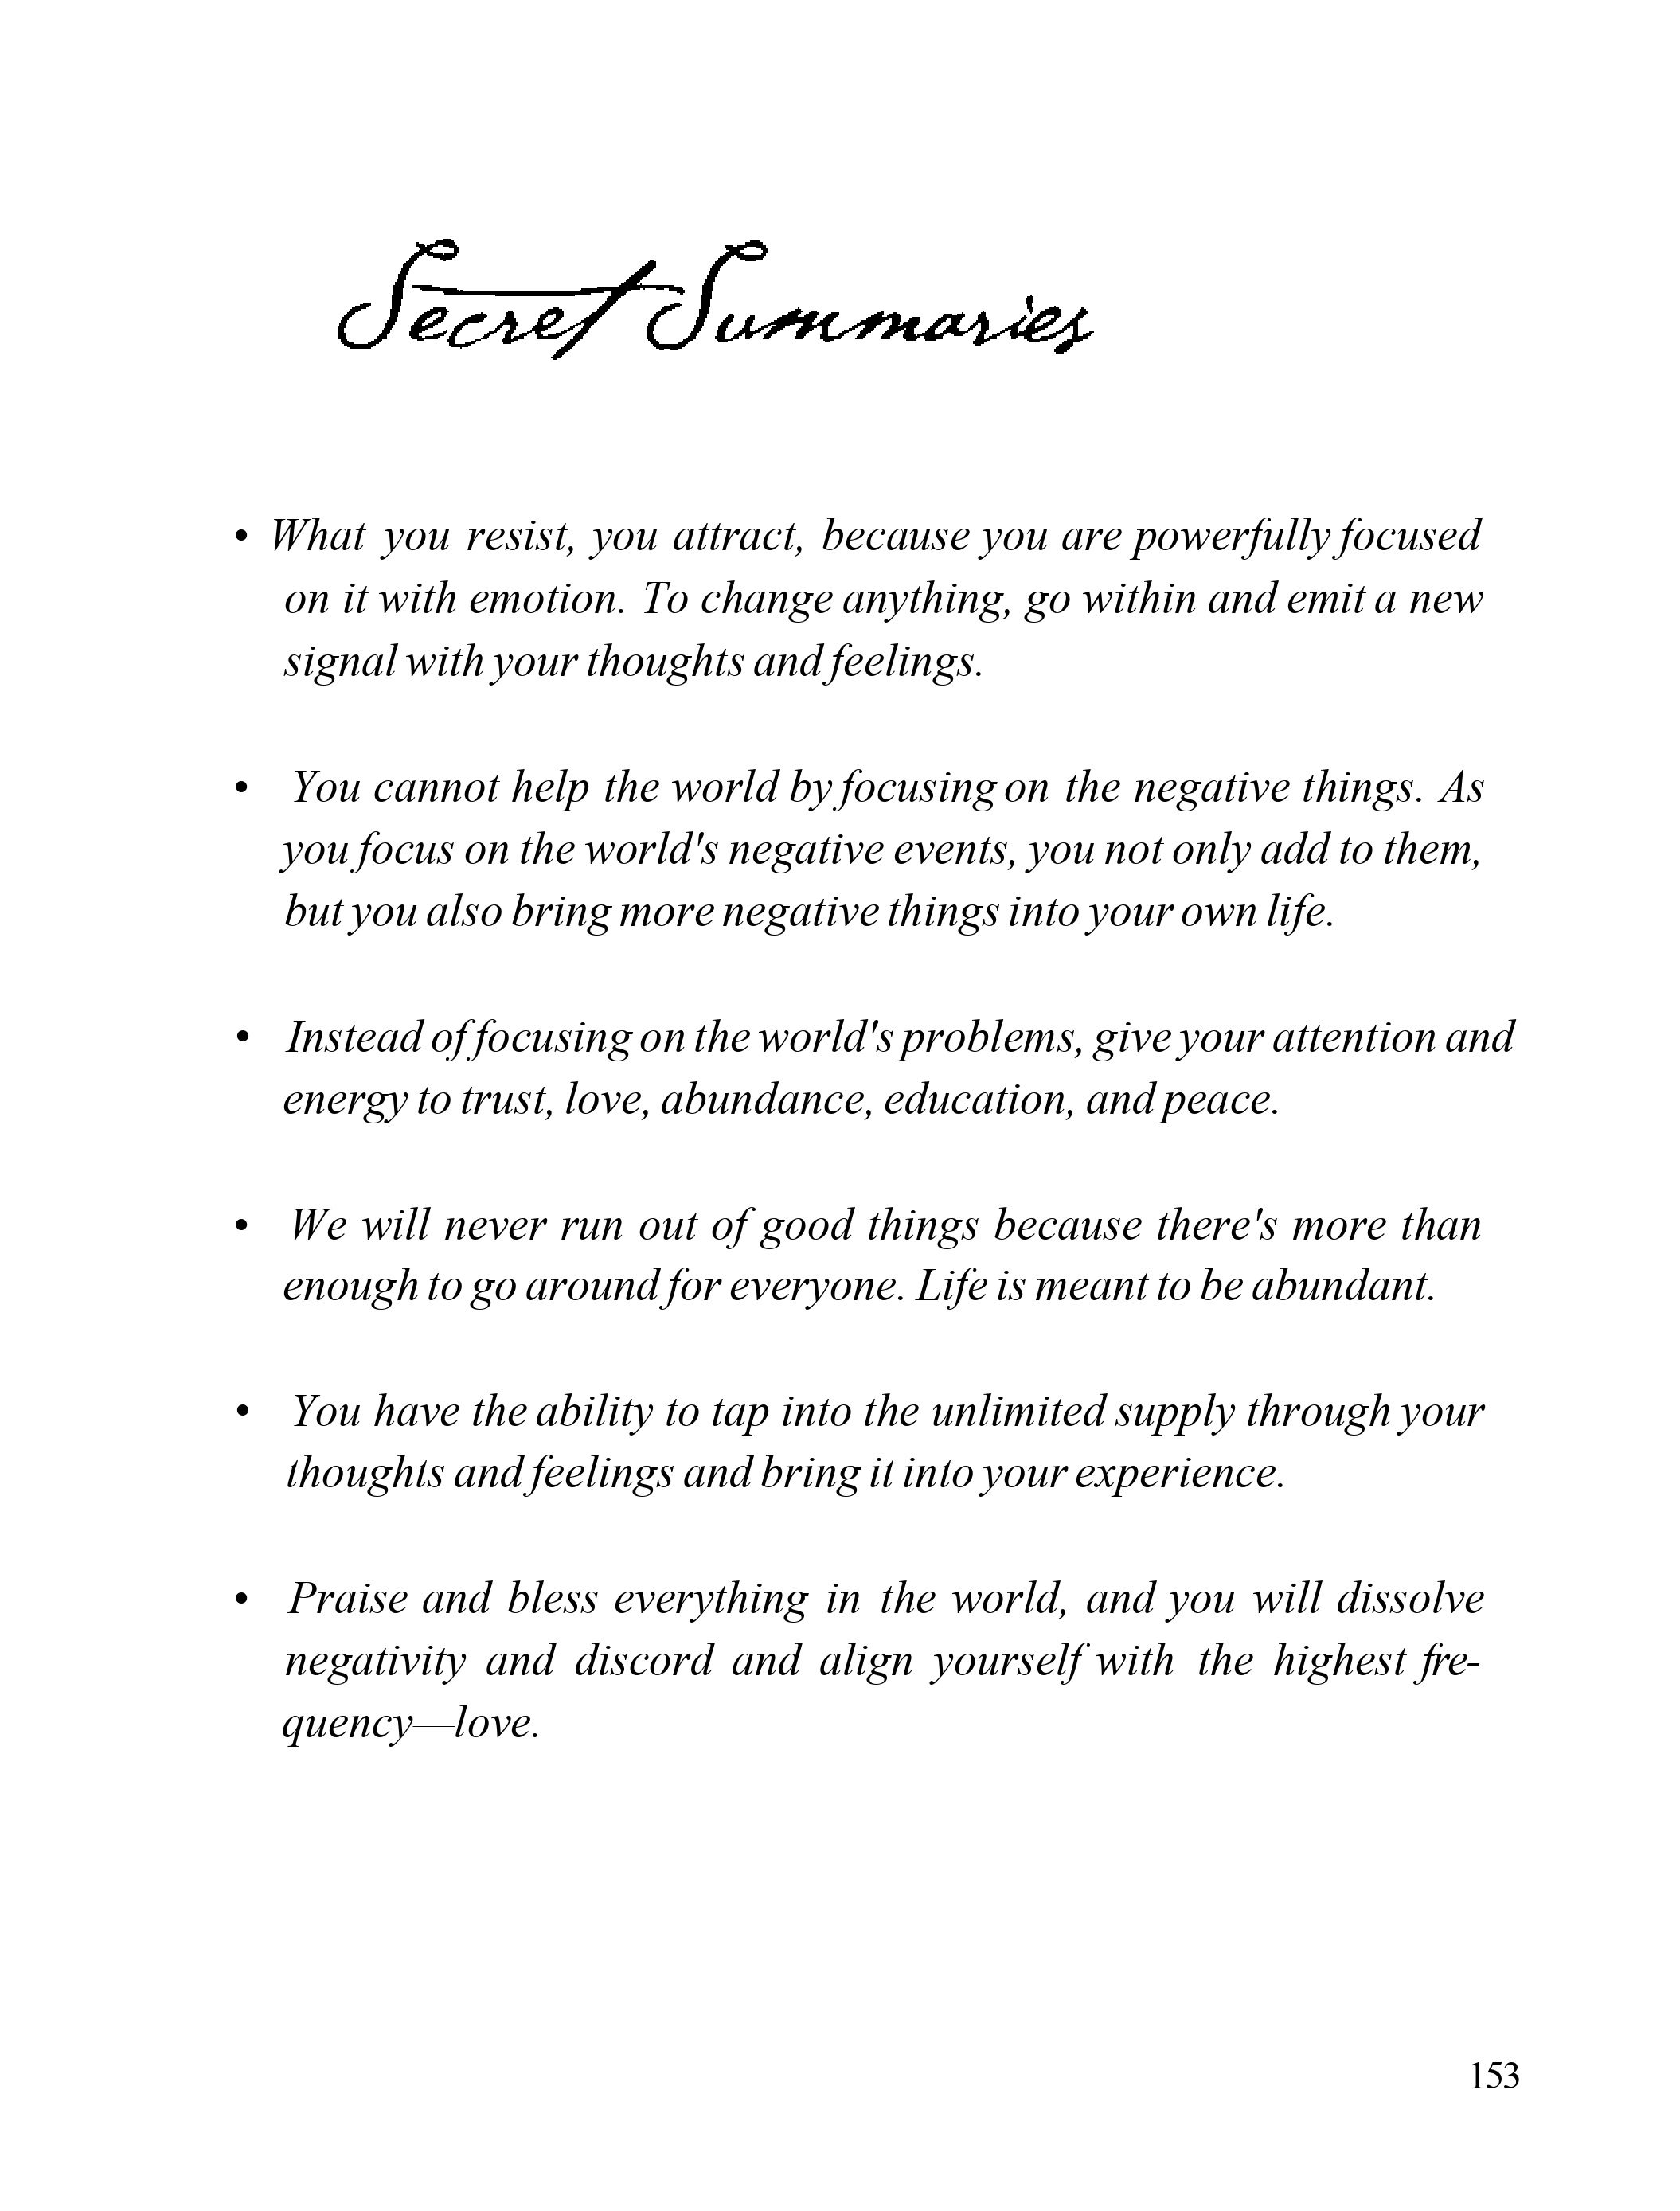 Secret Summaries
• What you resist, you attract, because you are powerfully focused
on it with emotion. To change anything, go within and emit a new
signal with your thoughts and feelings.
• You cannot help the world by focusing on the negative things. As
you focus on the world's negative events, you not only add to them,
but you also bring more negative things into your own life.
• Instead of focusing on the world's problems, give your attention and
energy to trust, love, abundance, education, and peace.
• We will never run out of good things because there's more than
enough to go around for everyone. Life is meant to be abundant.
• You have the ability to tap into the unlimited supply through your
thoughts and feelings and bring it into your experience.
• Praise and bless everything in the world, and you will dissolve
negativity and discord and align yourself with the highest fre-
quency—love.
153